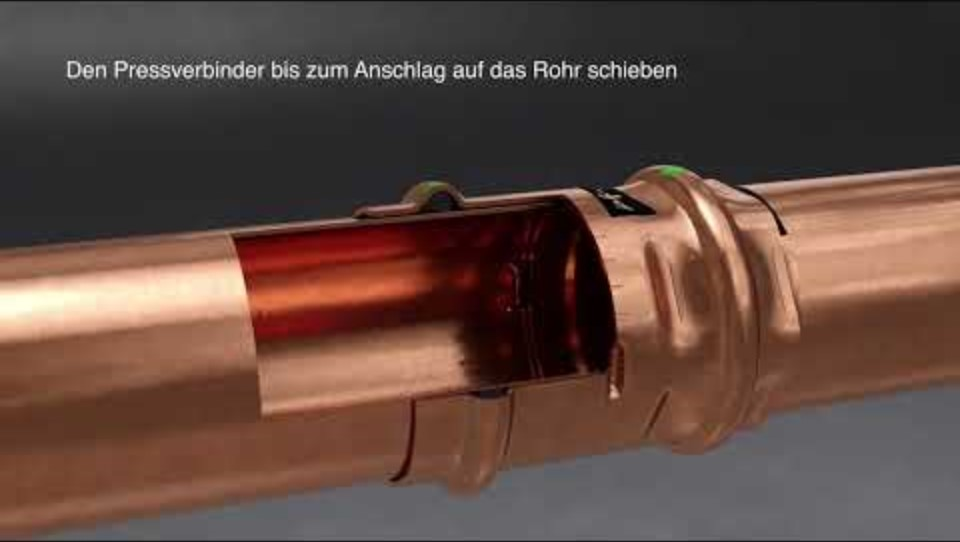 Den Pressverbinder bis zum Anschlag auf das Rohr schieben